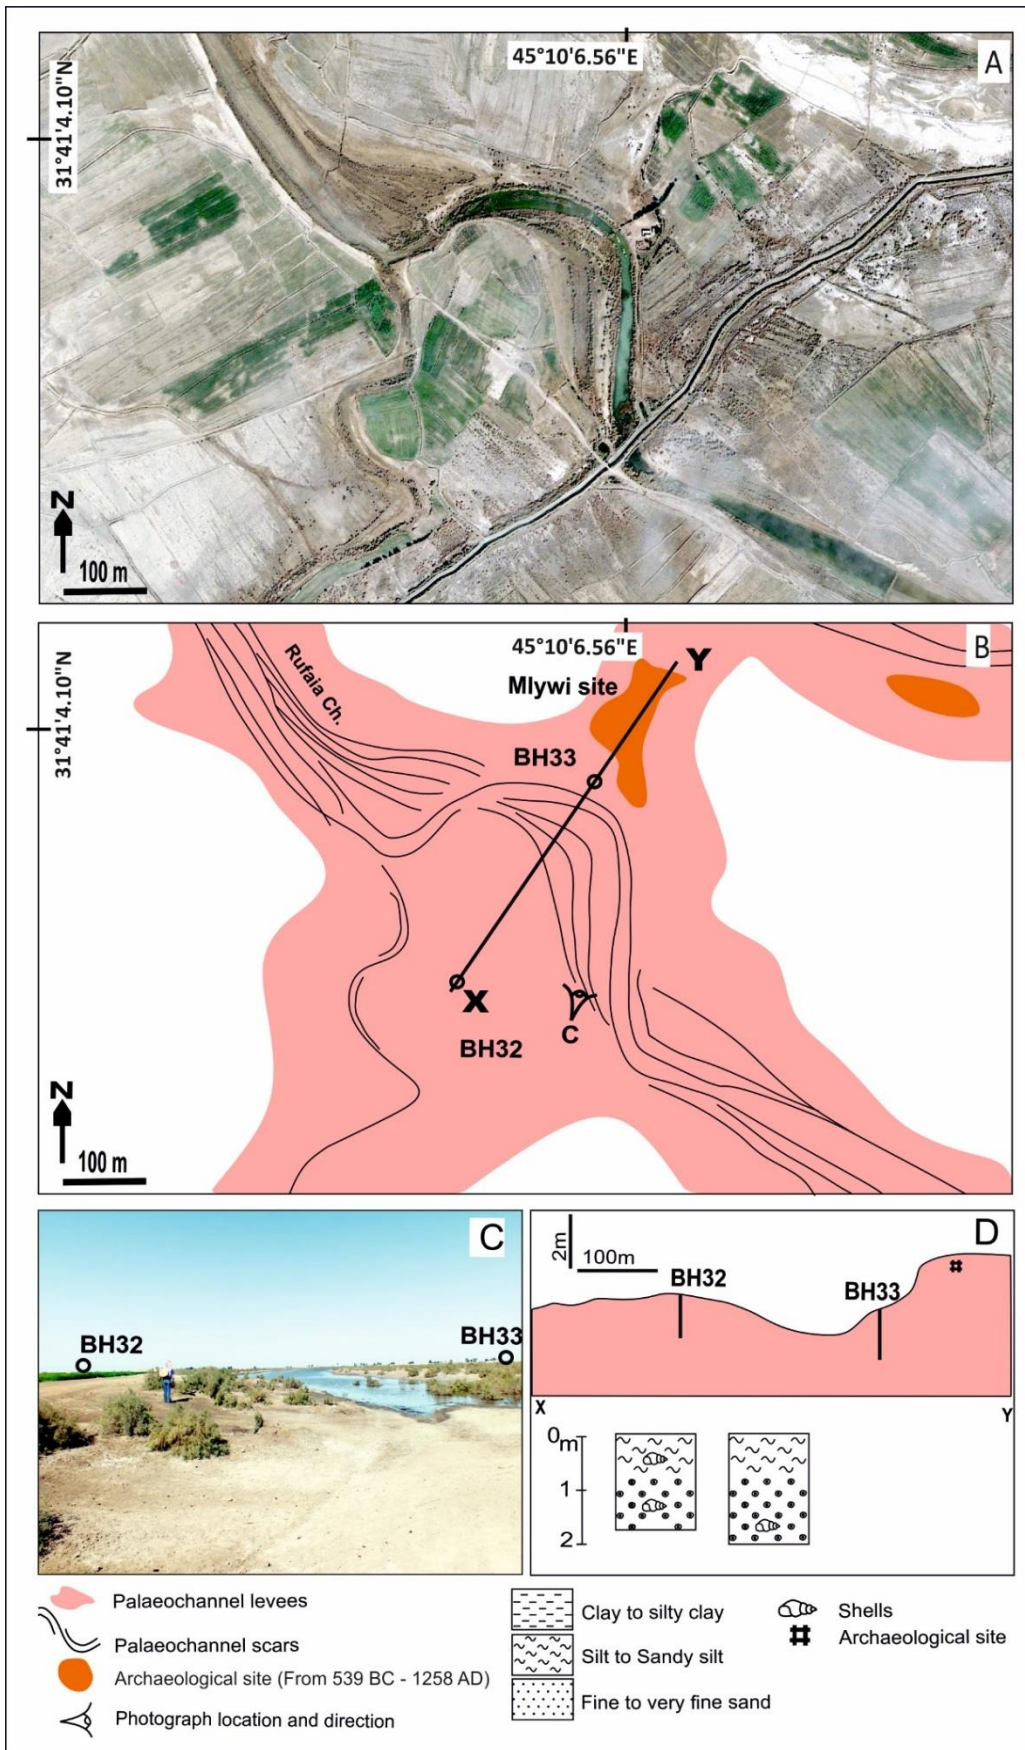 45°10'6.56"E
A
31°41'4.10"N
N
100 m
45°10'6.56"E
B
31°41'4.10"N
Rufaia Ch.
Mlywi site
Y
BH33
X
BH32
C
N
100 m
C
BH32
BH33
D
2m
100m
BH32
BH33
X
Y
0m
1
2
Palaeochannel levees
Palaeochannel scars
Archaeological site (From 539 BC - 1258 AD)
Photograph location and direction
Clay to silty clay
Silt to Sandy silt
Fine to very fine sand
Shells
Archaeological site